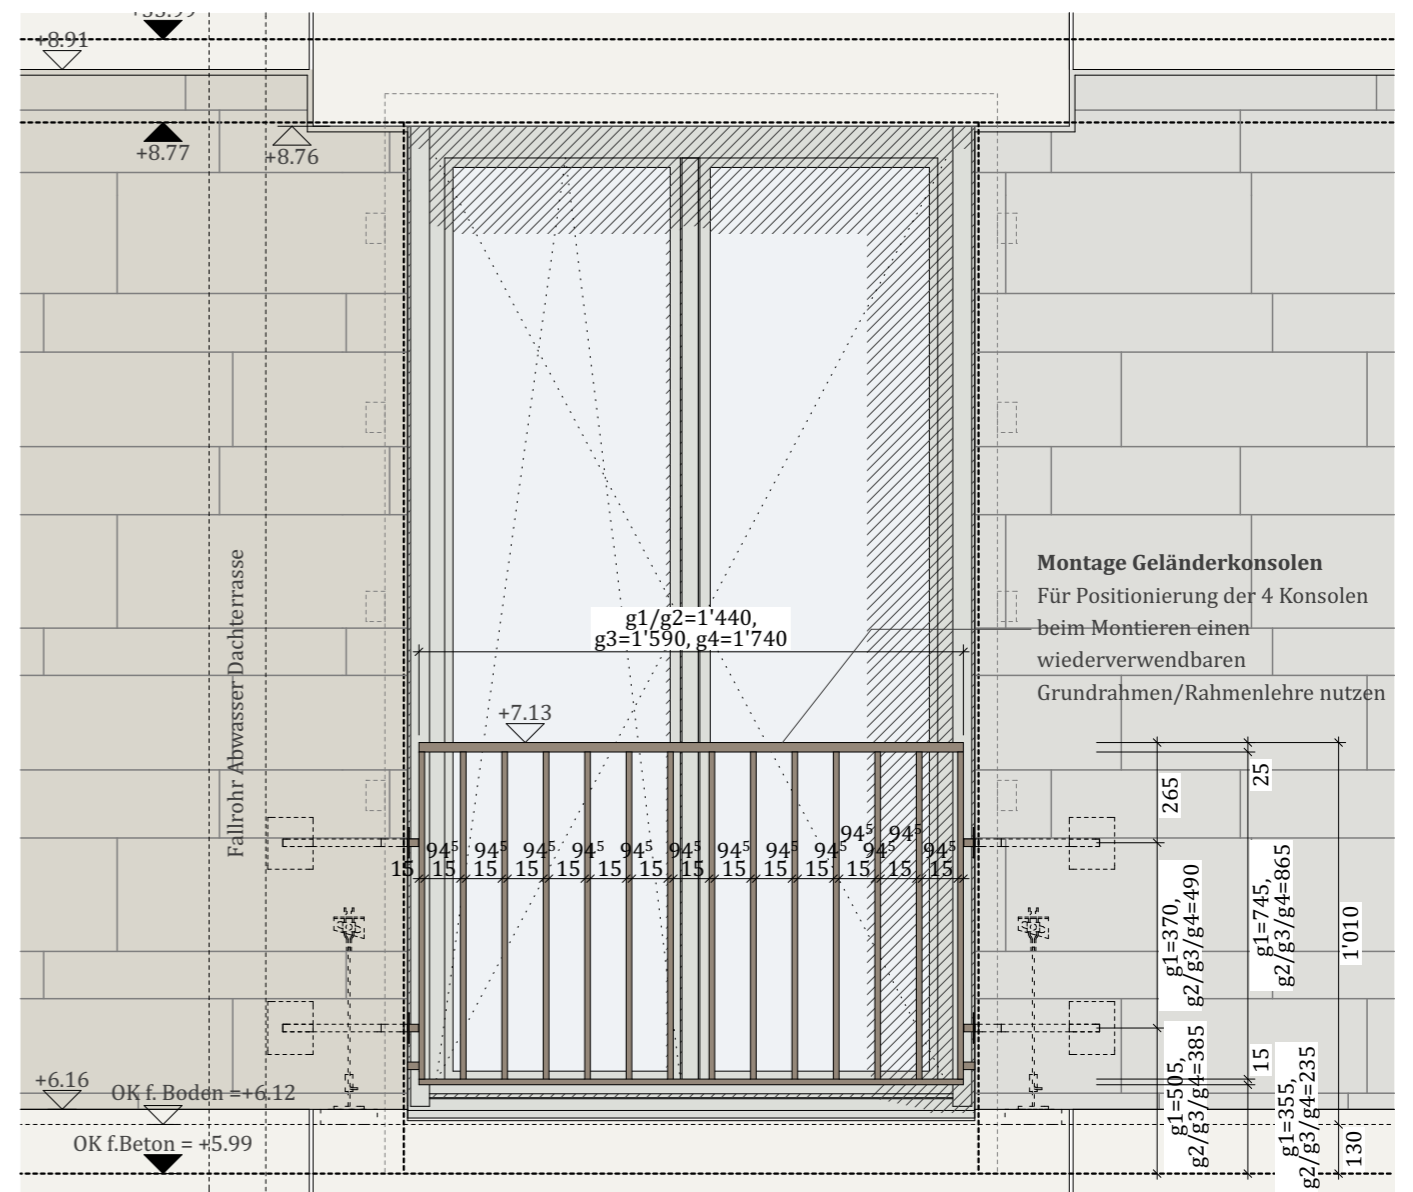 +8.91
+8.77
+8.76
Fallrohr Abwasser Dachterrasse
g1/g2=1'440,
g3=1'590, g4=1'740
+7.13
Montage Geländerkonsolen
Für Positionierung der 4 Konsolen
beim Montieren einen
wiederverwendbaren
Grundrahmen/Rahmenlehre nutzen
94⁵ 94⁵
94⁵ 94⁵ 94⁵ 94⁵ 94⁵ 94⁵ 94⁵ 94⁵ 94⁵ 94⁵ 94⁵
15 15 15 15 15 15 15 15 15 15 15 15
265
25
g1=370,
g2/g3/g4=490
g1=745,
g2/g3/g4=865
1'010
g1=505,
g2/g3/g4=385
15
g1=355,
g2/g3/g4=235
130
+6.16
OK f. Boden =+6.12
OK f.Beton = +5.99